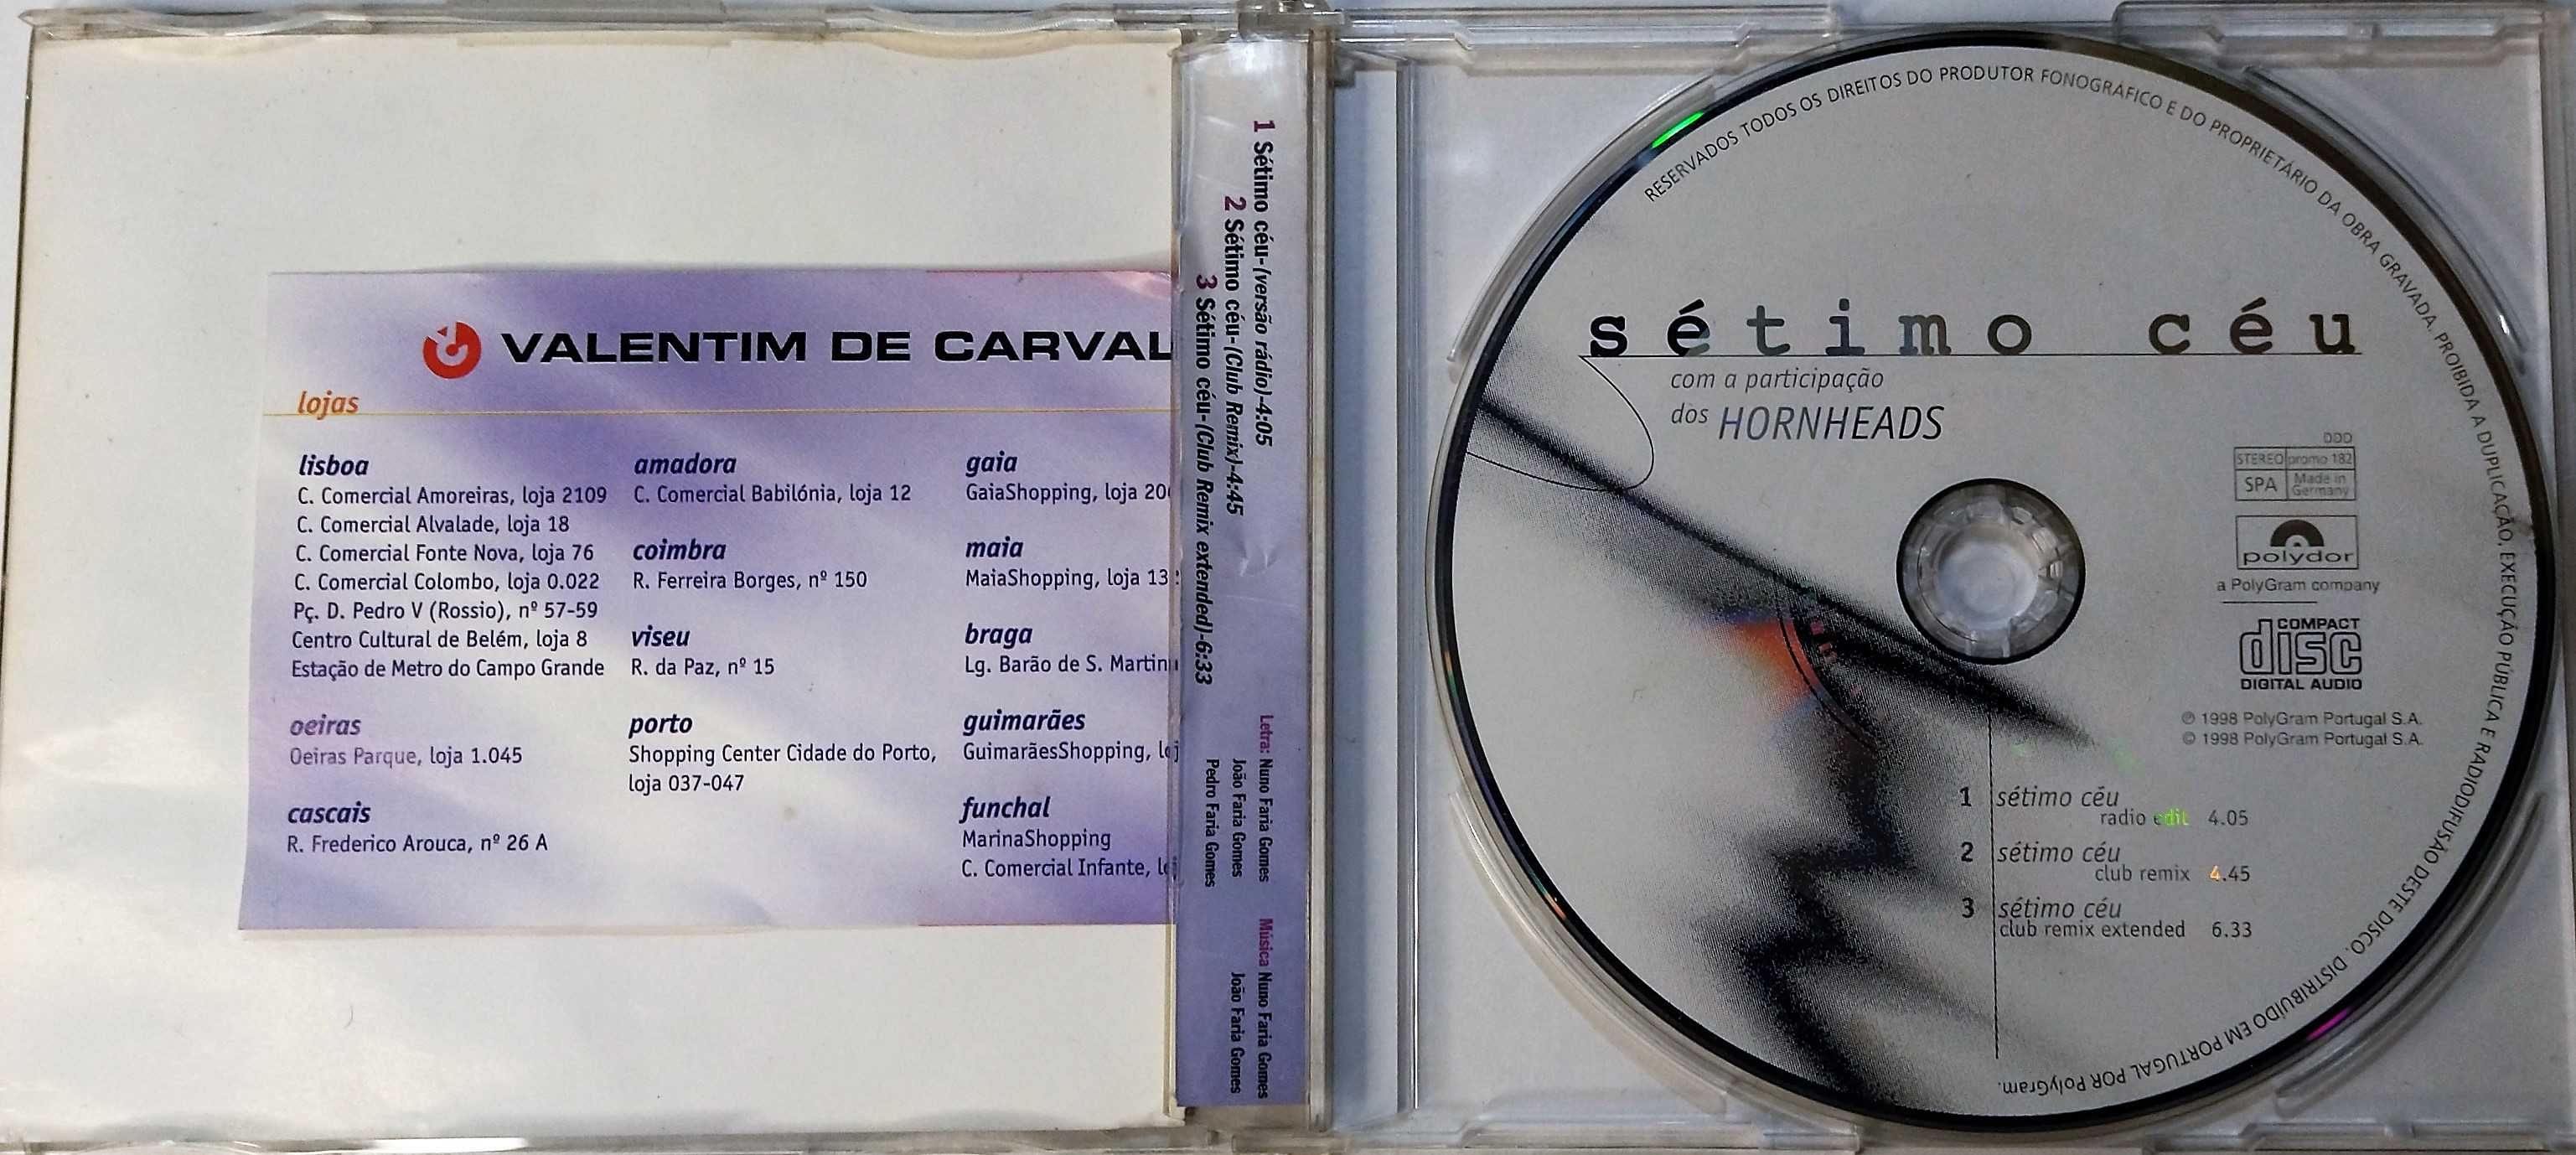 VALENTIM DE CARVAL
lojas
lisboa
C. Comercial Amoreiras, loja 2109
C. Comercial Alvalade, loja 18
C. Comercial Fonte Nova, loja 76
C. Comercial Colombo, loja 0.022
Pç. D. Pedro V (Rossio), nº 57-59
Centro Cultural de Belém, loja 8
Estação de Metro do Campo Grande
oeiras
Oeiras Parque, loja 1.045
cascais
R. Frederico Arouca, nº 26 A
amadora
C. Comercial Babilónia, loja 12
coimbra
R. Ferreira Borges, nº 150
viseu
R. da Paz, nº 15
porto
Shopping Center Cidade do Porto,
loja 037-047
gaia
GaiaShopping, loja
maia
MaiaShopping, loja
braga
Lg. Barão de S.
guimarães
GuimarãesShopping,
funchal
MarinaShopping
C. Comercial Infante,
1 Sétimo céu-(versão rádio)-4:05
2 Sétimo céu-(Club Remix)-4:45
3 Sétimo céu-(Club Remix extended)-6:33
Letra: Nuno Faria Gomes
João Faria Gomes
Pedro Faria Gomes
Música Nuno Faria Gomes
João Faria Gomes
RESERVADOS TODOS OS DIREITOS DO PRODUTOR FONOGRÁFICO E DO PROPRIETÁRIO DA OBRA GRAVADA. PROIBIDA A DUPLICAÇÃO, EXECUÇÃO PÚBLICA E RADIODIFUSÃO DESTE DISCO. DISTRIBUÍDO EM PORTUGAL POR PolyGram.
sétimo céu
com a participação
dos HORNHEADS
DDD
STEREO promo 182
SPA Made in Germany
polydor
a PolyGram company
COMPACT
disc
DIGITAL AUDIO
℗ 1998 PolyGram Portugal S.A.
© 1998 PolyGram Portugal S.A.
1 sétimo céu
radio edit 4.05
2 sétimo céu
club remix 4.45
3 sétimo céu
club remix extended 6.33